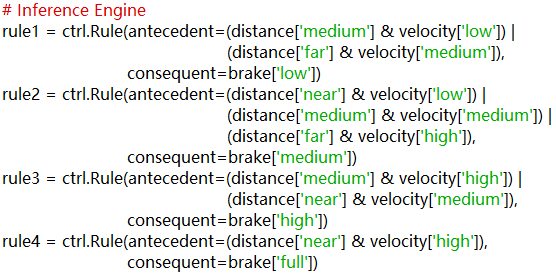 # Inference Engine
rule1 = ctrl.Rule(antecedent=(distance['medium'] & velocity['low']) |
(distance['far'] & velocity['medium']),
consequent=brake['low'])
rule2 = ctrl.Rule(antecedent=(distance['near'] & velocity['low']) |
(distance['medium'] & velocity['medium']) |
(distance['far'] & velocity['high']),
consequent=brake['medium'])
rule3 = ctrl.Rule(antecedent=(distance['medium'] & velocity['high']) |
(distance['near'] & velocity['medium']),
consequent=brake['high'])
rule4 = ctrl.Rule(antecedent=(distance['near'] & velocity['high']),
consequent=brake['full'])